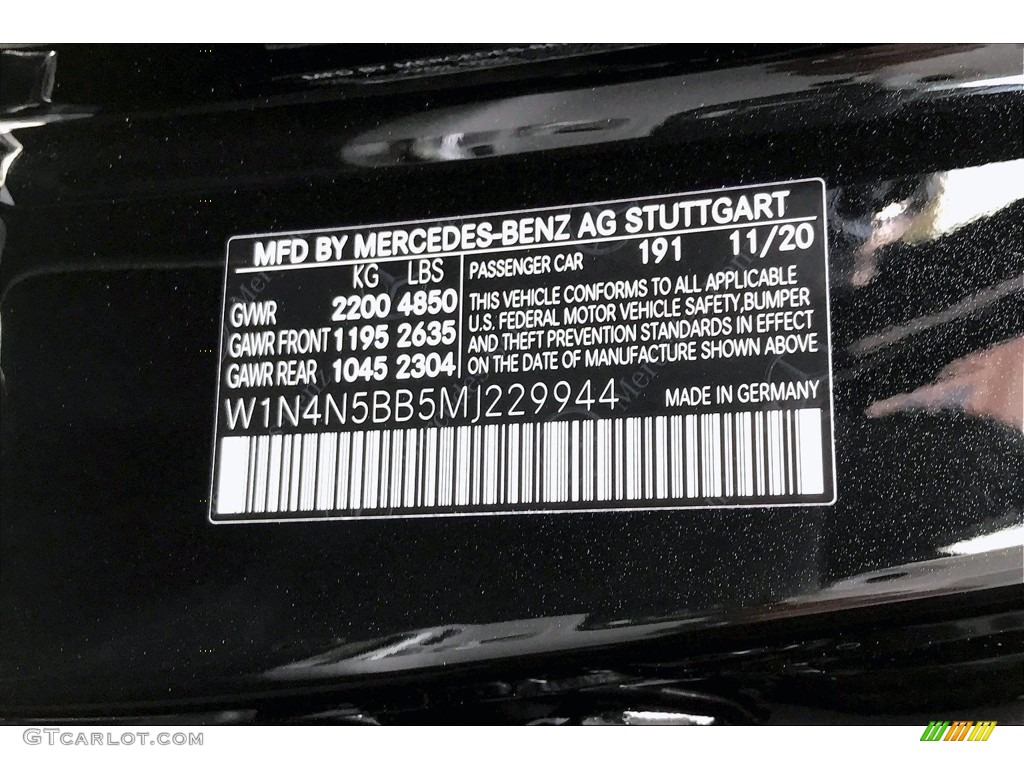 MFD BY MERCEDES-BENZ AG STUTTGART
KG LBS
GVWR 2200 4850
GAWR FRONT 1195 2635
GAWR REAR 1045 2304
PASSENGER CAR 191 11/20
THIS VEHICLE CONFORMS TO ALL APPLICABLE
U.S. FEDERAL MOTOR VEHICLE SAFETY,BUMPER
AND THEFT PREVENTION STANDARDS IN EFFECT
ON THE DATE OF MANUFACTURE SHOWN ABOVE
W1N4N5BB5MJ229944 MADE IN GERMANY
GTCARLOT.COM